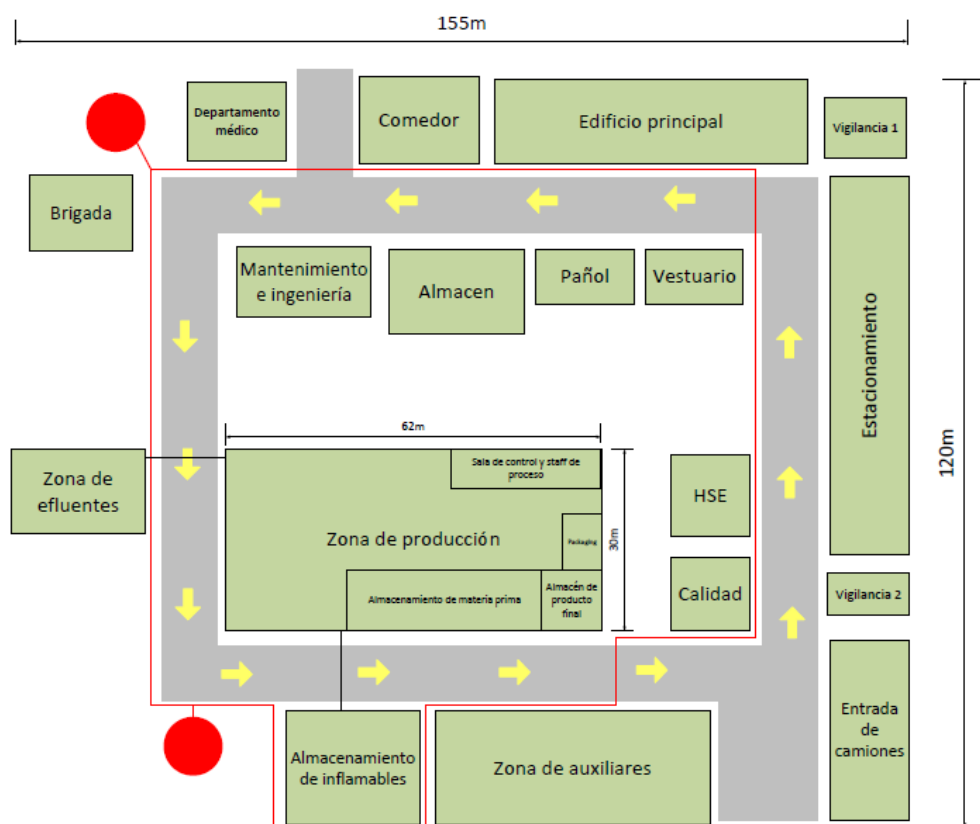 155m
Departamento
médico
Comedor
Edificio principal
Vigilancia 1
Brigada
Mantenimiento
e ingeniería
Almacen
Pañol
Vestuario
Estacionamiento
120m
62m
Zona de
efluentes
Sala de control y staff de
proceso
HSE
Zona de producción
Packaging
30m
Almacenamiento de materia prima
Almacén de
producto
final
Calidad
Vigilancia 2
Almacenamiento
de inflamables
Zona de auxiliares
Entrada
de
camiones